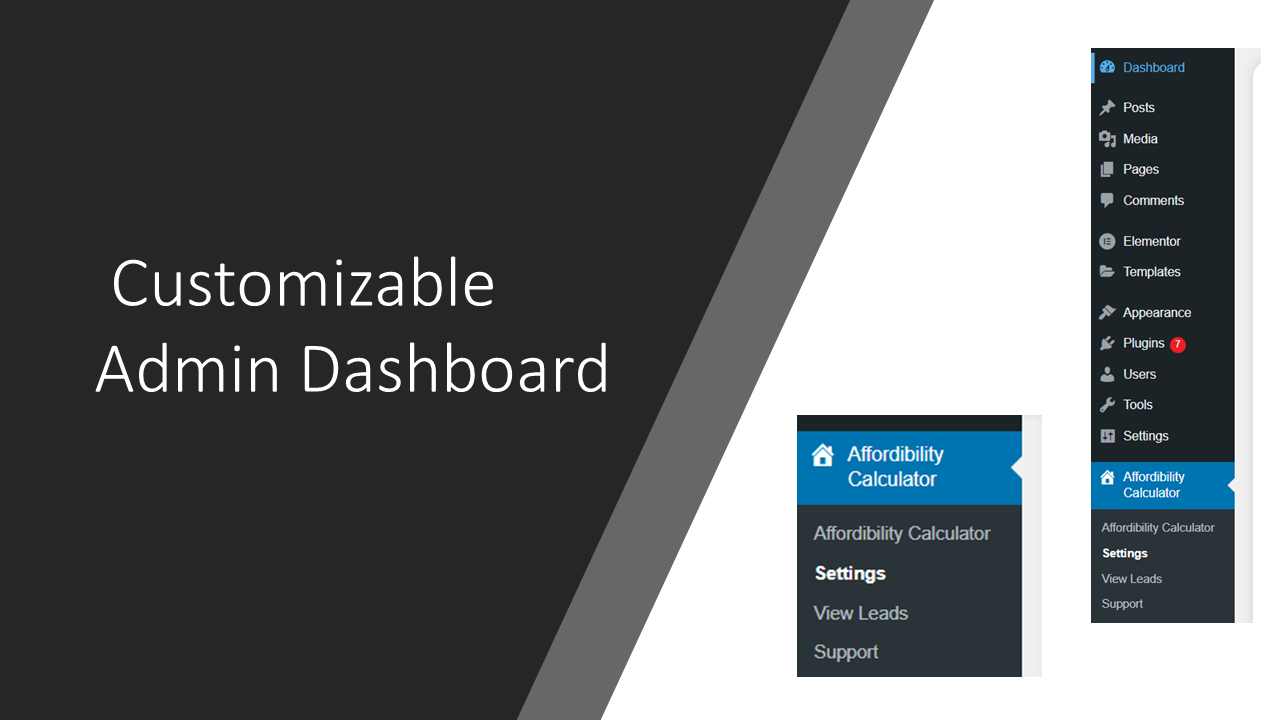 Customizable
Admin Dashboard
Affordibility
Calculator
Affordibility Calculator
Settings
View Leads
Support
Dashboard
Posts
Media
Pages
Comments
Elementor
Templates
Appearance
Plugins 7
Users
Tools
Settings
Affordibility
Calculator
Affordibility Calculator
Settings
View Leads
Support